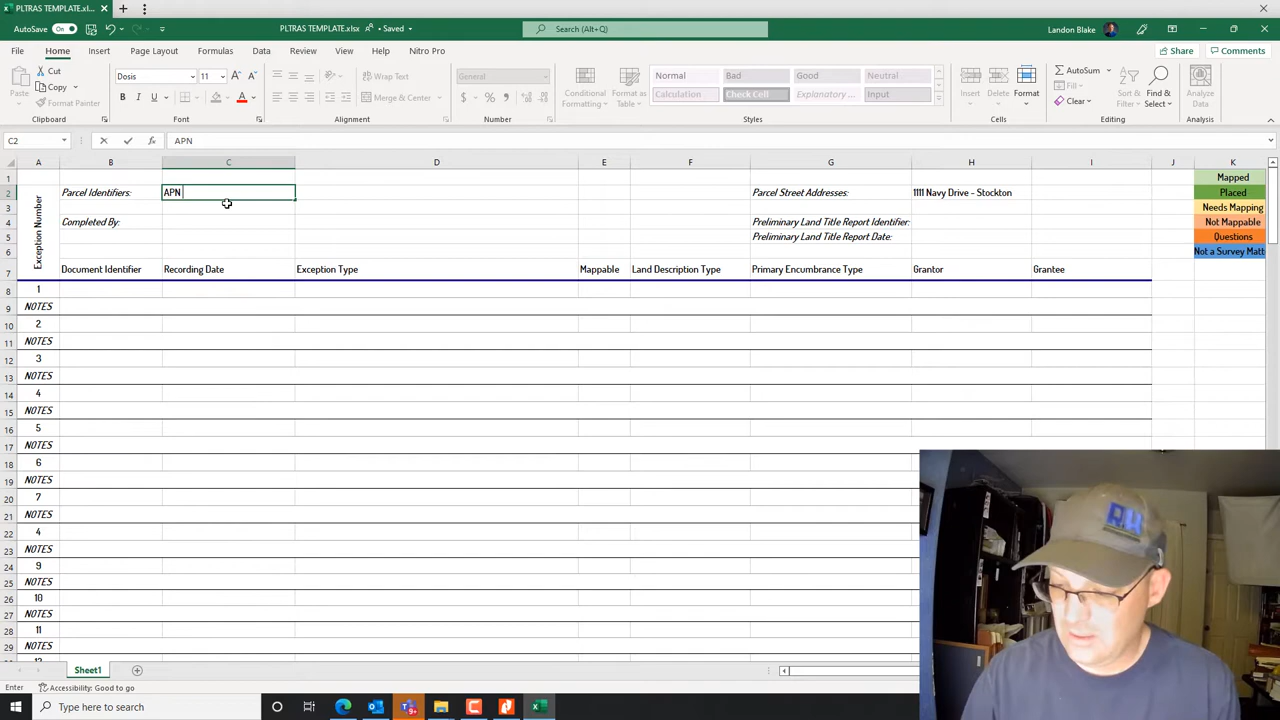 PLTRAS TEMPLATE.xlsx...
AutoSave On PLTRAS TEMPLATE.xlsx • Saved Search (Alt+Q) Landon Blake
File Home Insert Page Layout Formulas Data Review View Help Nitro Pro Share Comments
Cut
Copy
Format Painter
Paste
Dosis 11
Wrap Text
Merge & Center
General
Conditional Formatting
Format as Table
Normal Bad Good Neutral
Calculation Check Cell Explanatory ... Input
Insert Delete Format
AutoSum
Clear
Sort & Filter
Find & Select
Analyze Data
Clipboard Font Alignment Number Styles Cells Editing Analysis
C2 fx APN
A B C D E F G H I J K
1 Mapped
2 Parcel Identifiers: APN Parcel Street Addresses: 1111 Navy Drive - Stockton Placed
3 Needs Mapping
4 Completed By: Preliminary Land Title Report Identifier: Not Mappable
5 Preliminary Land Title Report Date: Questions
6 Not a Survey Matt
Exception Number
7 Document Identifier Recording Date Exception Type Mappable Land Description Type Primary Encumbrance Type Grantor Grantee
8 1
9 NOTES
10 2
11 NOTES
12 3
13 NOTES
14 4
15 NOTES
16 5
17 NOTES
18 6
19 NOTES
20 7
21 NOTES
22 4
23 NOTES
24 9
25 NOTES
26 10
27 NOTES
28 11
29 NOTES
12
Sheet1
Enter Accessibility: Good to go
Type here to search
RW